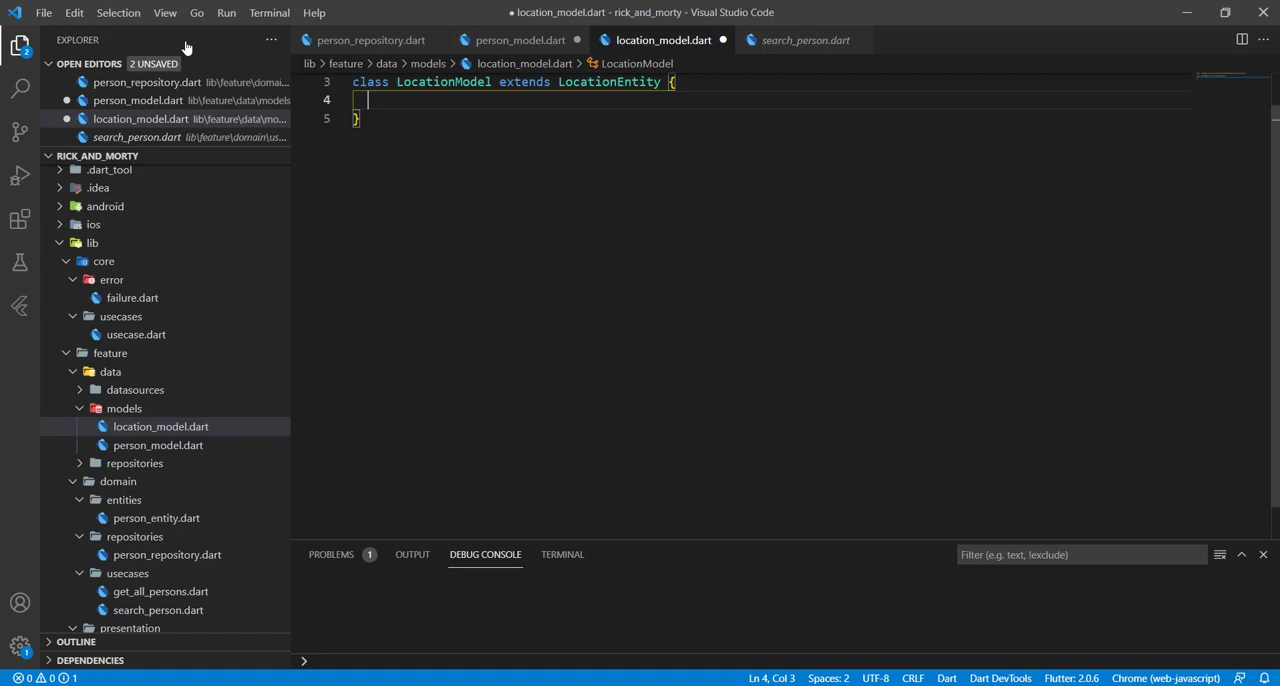 File Edit Selection View Go Run Terminal Help ● location_model.dart - rick_and_morty - Visual Studio Code
EXPLORER
person_repository.dart person_model.dart location_model.dart search_person.dart
OPEN EDITORS 2 UNSAVED
lib > feature > data > models > location_model.dart > LocationModel
person_repository.dart lib\feature\domai...
person_model.dart lib\feature\data\models
location_model.dart lib\feature\data\mo...
search_person.dart lib\feature\domain\us...
3 class LocationModel extends LocationEntity {
4
5 }
RICK_AND_MORTY
.dart_tool
.idea
android
ios
lib
core
error
failure.dart
usecases
usecase.dart
feature
data
datasources
models
location_model.dart
person_model.dart
repositories
domain
entities
person_entity.dart
repositories
person_repository.dart
usecases
get_all_persons.dart
search_person.dart
presentation
OUTLINE
DEPENDENCIES
2
1
PROBLEMS 1 OUTPUT DEBUG CONSOLE TERMINAL Filter (e.g. text, !exclude)
0 0 1 Ln 4, Col 3 Spaces: 2 UTF-8 CRLF Dart Dart DevTools Flutter: 2.0.6 Chrome (web-javascript)